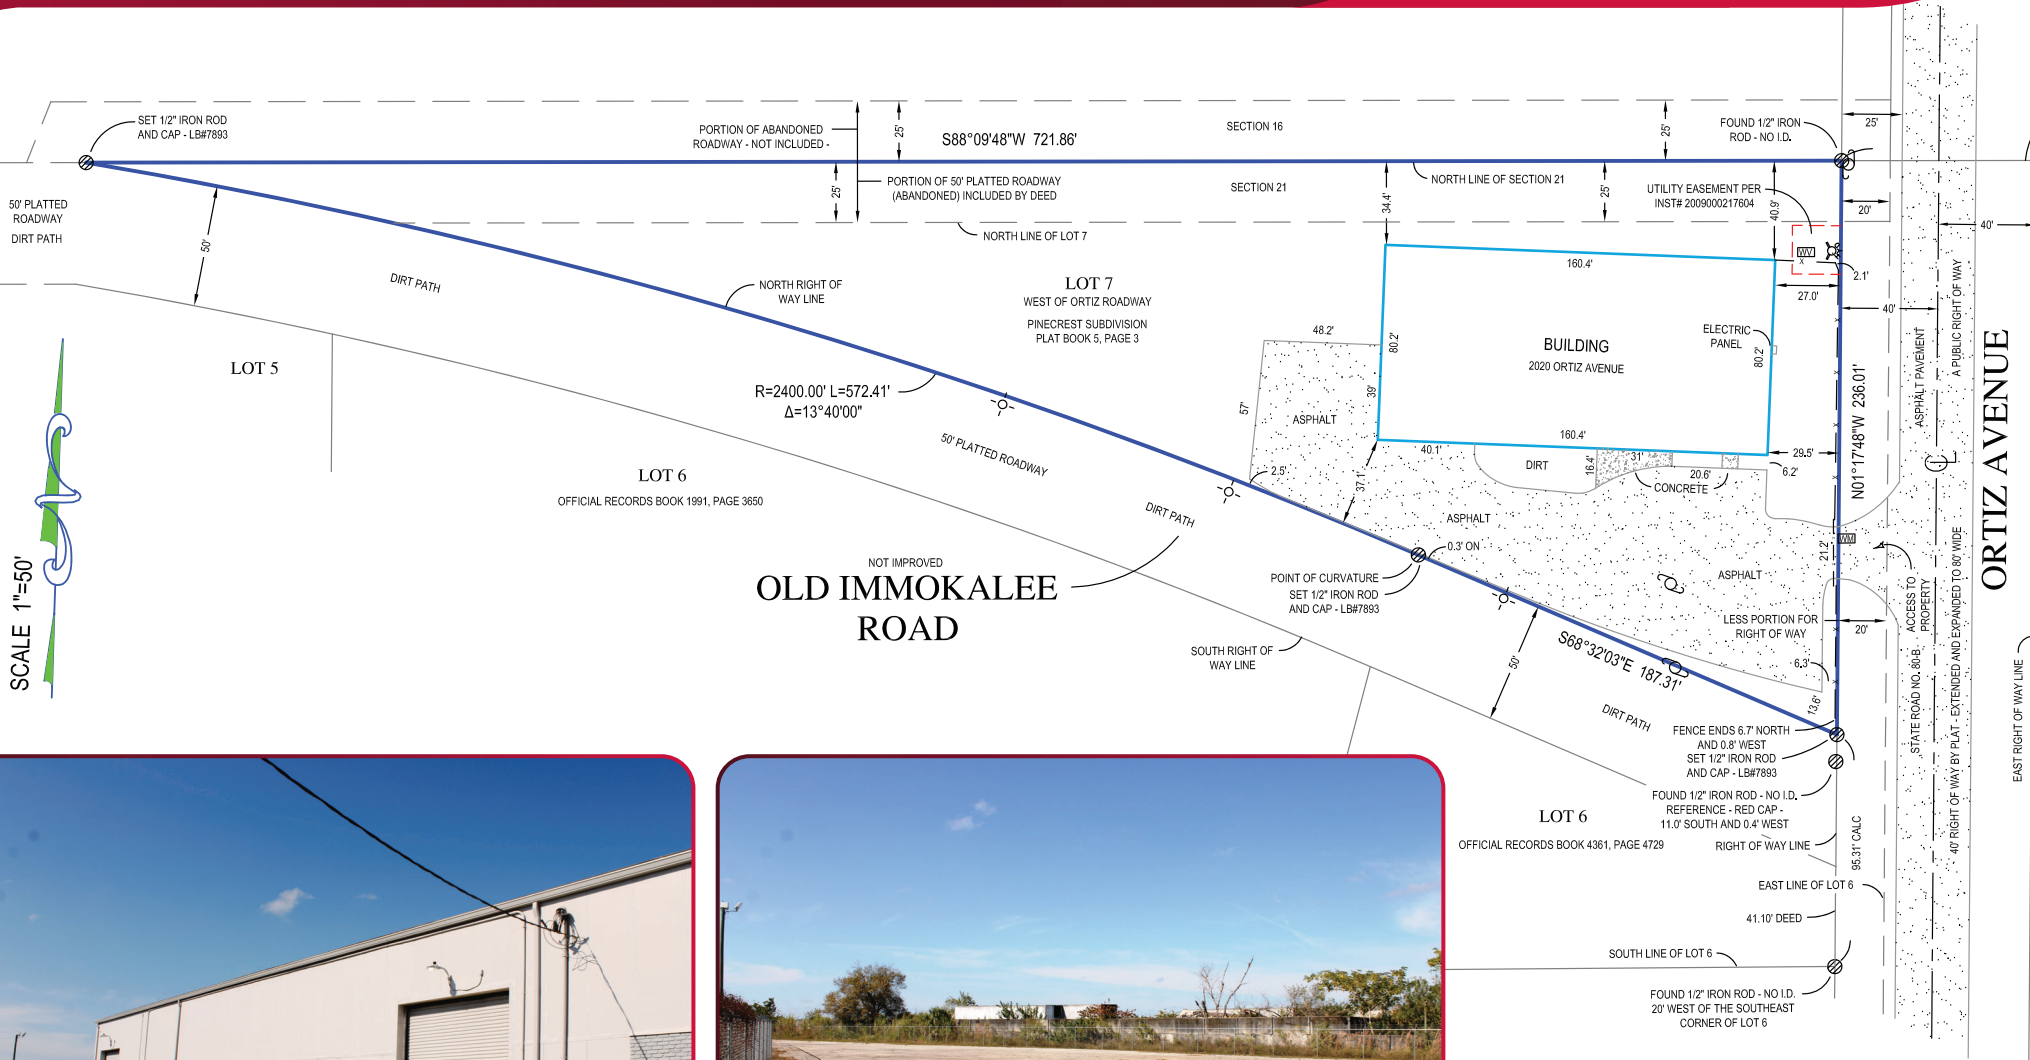 SET 1/2" IRON ROD
AND CAP - LB#7893
PORTION OF ABANDONED
ROADWAY - NOT INCLUDED -
25'
S88°09'48"W 721.86'
SECTION 16
25'
FOUND 1/2" IRON
ROD - NO I.D.
25'
50' PLATTED
ROADWAY
DIRT PATH
50'
25'
PORTION OF 50' PLATTED ROADWAY
(ABANDONED) INCLUDED BY DEED
SECTION 21
NORTH LINE OF SECTION 21
34.4'
25'
UTILITY EASEMENT PER
INST# 2009000217604
40.9'
20'
40'
NORTH LINE OF LOT 7
DIRT PATH
NORTH RIGHT OF
WAY LINE
LOT 7
WEST OF ORTIZ ROADWAY
PINECREST SUBDIVISION
PLAT BOOK 5, PAGE 3
160.4'
WV
X
2.1'
27.0'
40'
48.2'
80.2'
BUILDING
2020 ORTIZ AVENUE
ELECTRIC
PANEL
80.2'
LOT 5
R=2400.00' L=572.41'
Δ=13°40'00"
57'
39'
ASPHALT
160.4'
40.1'
N01°17'48"W 236.01'
ASPHALT PAVEMENT
A PUBLIC RIGHT OF WAY
ORTIZ AVENUE
50' PLATTED ROADWAY
LOT 6
OFFICIAL RECORDS BOOK 1991, PAGE 3650
2.5'
37.1'
DIRT
16.4'
31'
20.6'
CONCRETE
29.5'
6.2'
DIRT PATH
ASPHALT
0.3' ON
WM
21.2'
SCALE 1"=50'
NOT IMPROVED
OLD IMMOKALEE
ROAD
POINT OF CURVATURE
SET 1/2" IRON ROD
AND CAP - LB#7893
ASPHALT
ACCESS TO
PROPERTY
LESS PORTION FOR
RIGHT OF WAY
20'
SOUTH RIGHT OF
WAY LINE
50'
S68°32'03"E 187.31'
6.3'
13.6'
DIRT PATH
STATE ROAD NO. 80-B
40' RIGHT OF WAY BY PLAT - EXTENDED AND EXPANDED TO 80' WIDE
EAST RIGHT OF WAY LINE
FENCE ENDS 6.7' NORTH
AND 0.8' WEST
SET 1/2" IRON ROD
AND CAP - LB#7893
FOUND 1/2" IRON ROD - NO I.D.
REFERENCE - RED CAP -
11.0' SOUTH AND 0.4' WEST
LOT 6
OFFICIAL RECORDS BOOK 4361, PAGE 4729
RIGHT OF WAY LINE
95.31' CALC
EAST LINE OF LOT 6
41.10' DEED
SOUTH LINE OF LOT 6
FOUND 1/2" IRON ROD - NO I.D.
20' WEST OF THE SOUTHEAST
CORNER OF LOT 6